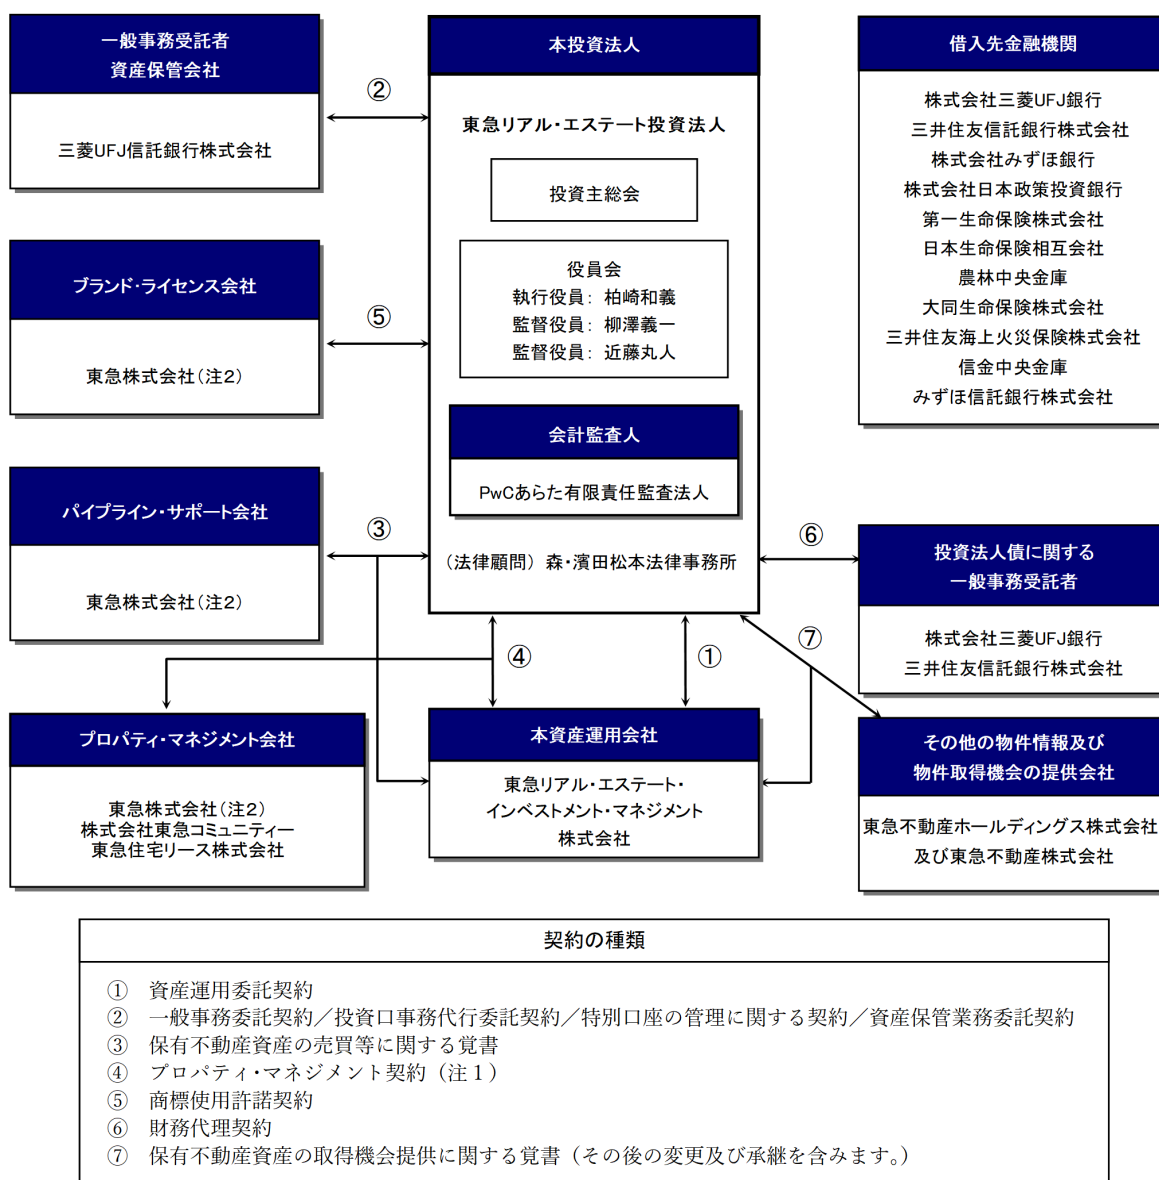 一般事務受託者
資産保管会社
三菱UFJ信託銀行株式会社
②
本投資法人
東急リアル・エステート投資法人
投資主総会
役員会
執行役員： 柏崎和義
監督役員： 柳澤義一
監督役員： 近藤丸人
会計監査人
PwCあらた有限責任監査法人
（法律顧問） 森・濱田松本法律事務所
借入先金融機関
株式会社三菱UFJ銀行
三井住友信託銀行株式会社
株式会社みずほ銀行
株式会社日本政策投資銀行
第一生命保険株式会社
日本生命保険相互会社
農林中央金庫
大同生命保険株式会社
三井住友海上火災保険株式会社
信金中央金庫
みずほ信託銀行株式会社
ブランド・ライセンス会社
東急株式会社（注2）
⑤
パイプライン・サポート会社
東急株式会社（注2）
③
⑥
投資法人債に関する
一般事務受託者
株式会社三菱UFJ銀行
三井住友信託銀行株式会社
④
①
⑦
プロパティ・マネジメント会社
東急株式会社（注2）
株式会社東急コミュニティー
東急住宅リース株式会社
本資産運用会社
東急リアル・エステート・
インベストメント・マネジメント
株式会社
その他の物件情報及び
物件取得機会の提供会社
東急不動産ホールディングス株式会社
及び東急不動産株式会社
契約の種類
① 資産運用委託契約
② 一般事務委託契約／投資口事務代行委託契約／特別口座の管理に関する契約／資産保管業務委託契約
③ 保有不動産資産の売買等に関する覚書
④ プロパティ・マネジメント契約（注１）
⑤ 商標使用許諾契約
⑥ 財務代理契約
⑦ 保有不動産資産の取得機会提供に関する覚書（その後の変更及び承継を含みます。）